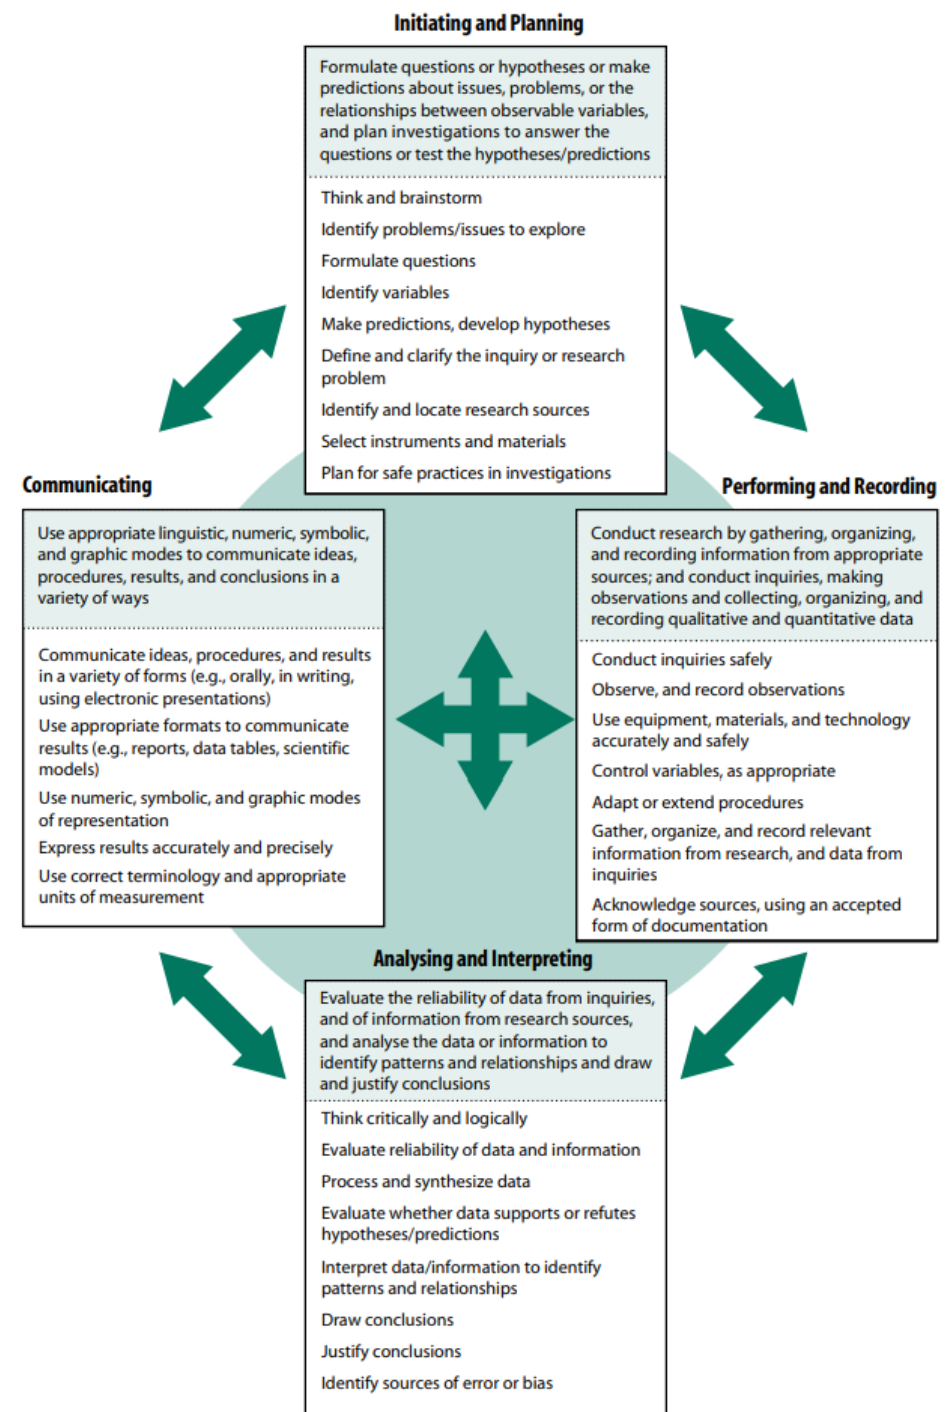 Initiating and Planning
Formulate questions or hypotheses or make
predictions about issues, problems, or the
relationships between observable variables,
and plan investigations to answer the
questions or test the hypotheses/predictions
Think and brainstorm
Identify problems/issues to explore
Formulate questions
Identify variables
Make predictions, develop hypotheses
Define and clarify the inquiry or research
problem
Identify and locate research sources
Select instruments and materials
Plan for safe practices in investigations
Communicating
Use appropriate linguistic, numeric, symbolic,
and graphic modes to communicate ideas,
procedures, results, and conclusions in a
variety of ways
Communicate ideas, procedures, and results
in a variety of forms (e.g., orally, in writing,
using electronic presentations)
Use appropriate formats to communicate
results (e.g., reports, data tables, scientific
models)
Use numeric, symbolic, and graphic modes
of representation
Express results accurately and precisely
Use correct terminology and appropriate
units of measurement
Performing and Recording
Conduct research by gathering, organizing,
and recording information from appropriate
sources; and conduct inquiries, making
observations and collecting, organizing, and
recording qualitative and quantitative data
Conduct inquiries safely
Observe, and record observations
Use equipment, materials, and technology
accurately and safely
Control variables, as appropriate
Adapt or extend procedures
Gather, organize, and record relevant
information from research, and data from
inquiries
Acknowledge sources, using an accepted
form of documentation
Analysing and Interpreting
Evaluate the reliability of data from inquiries,
and of information from research sources,
and analyse the data or information to
identify patterns and relationships and draw
and justify conclusions
Think critically and logically
Evaluate reliability of data and information
Process and synthesize data
Evaluate whether data supports or refutes
hypotheses/predictions
Interpret data/information to identify
patterns and relationships
Draw conclusions
Justify conclusions
Identify sources of error or bias